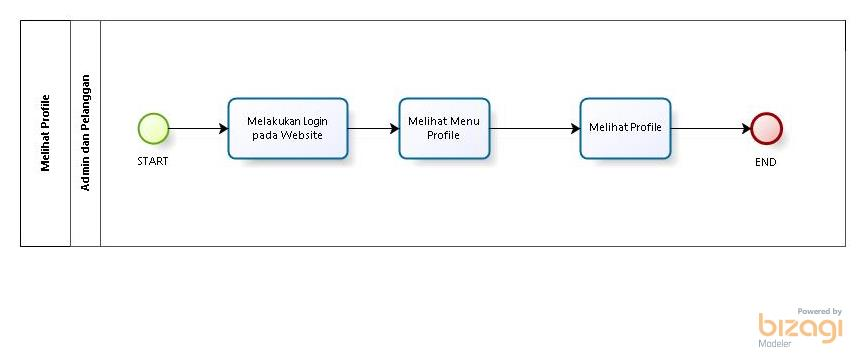 Melihat Profile
Admin dan Pelanggan
START
Melakukan Login
pada Website
Melihat Menu
Profile
Melihat Profile
END
Powered by
bizagi
Modeler